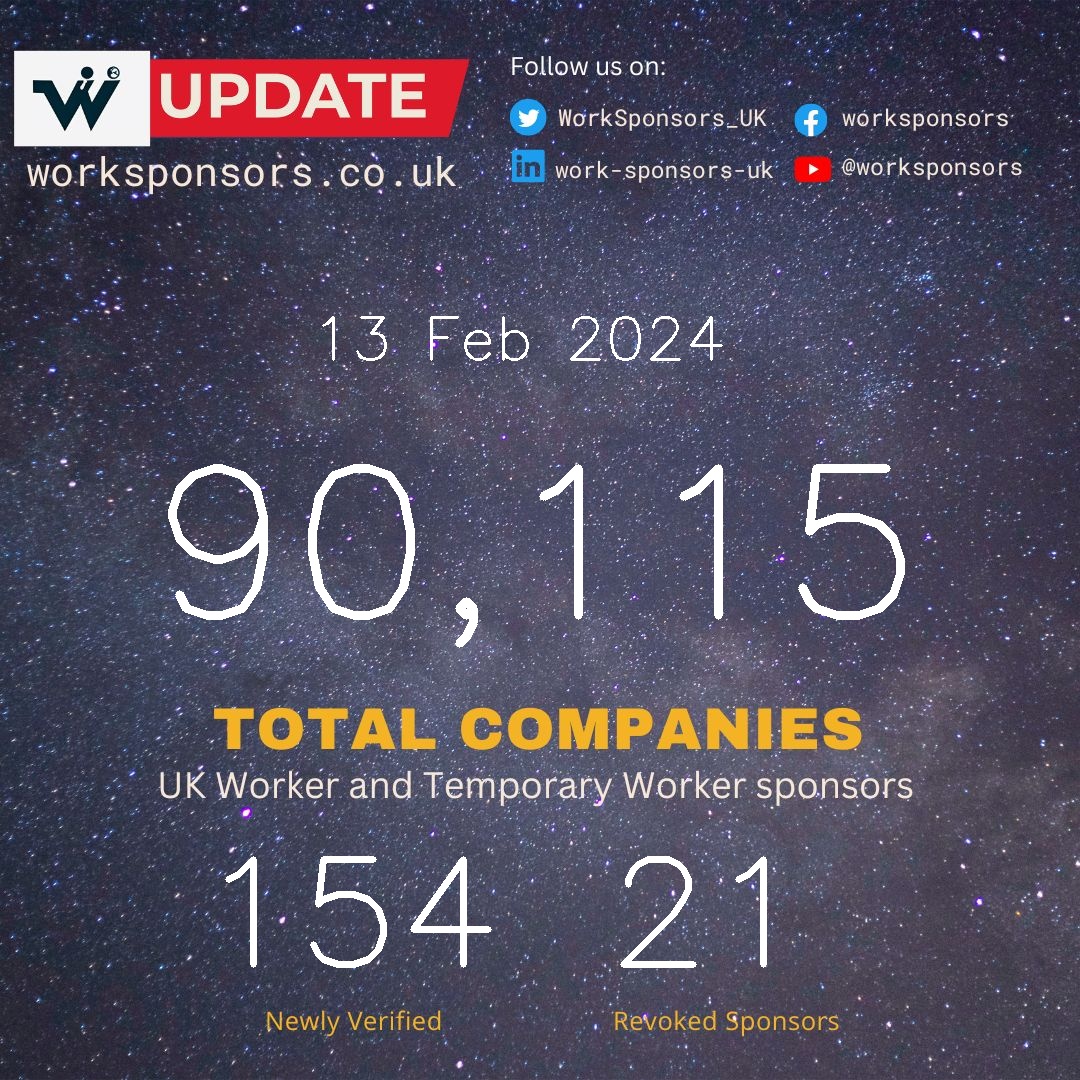 UPDATE
worksponsors.co.uk
Follow us on:
WorkSponsors_UK
worksponsors
work-sponsors-uk
@worksponsors
13 Feb 2024
90,115
TOTAL COMPANIES
UK Worker and Temporary Worker sponsors
154 21
Newly Verified
Revoked Sponsors